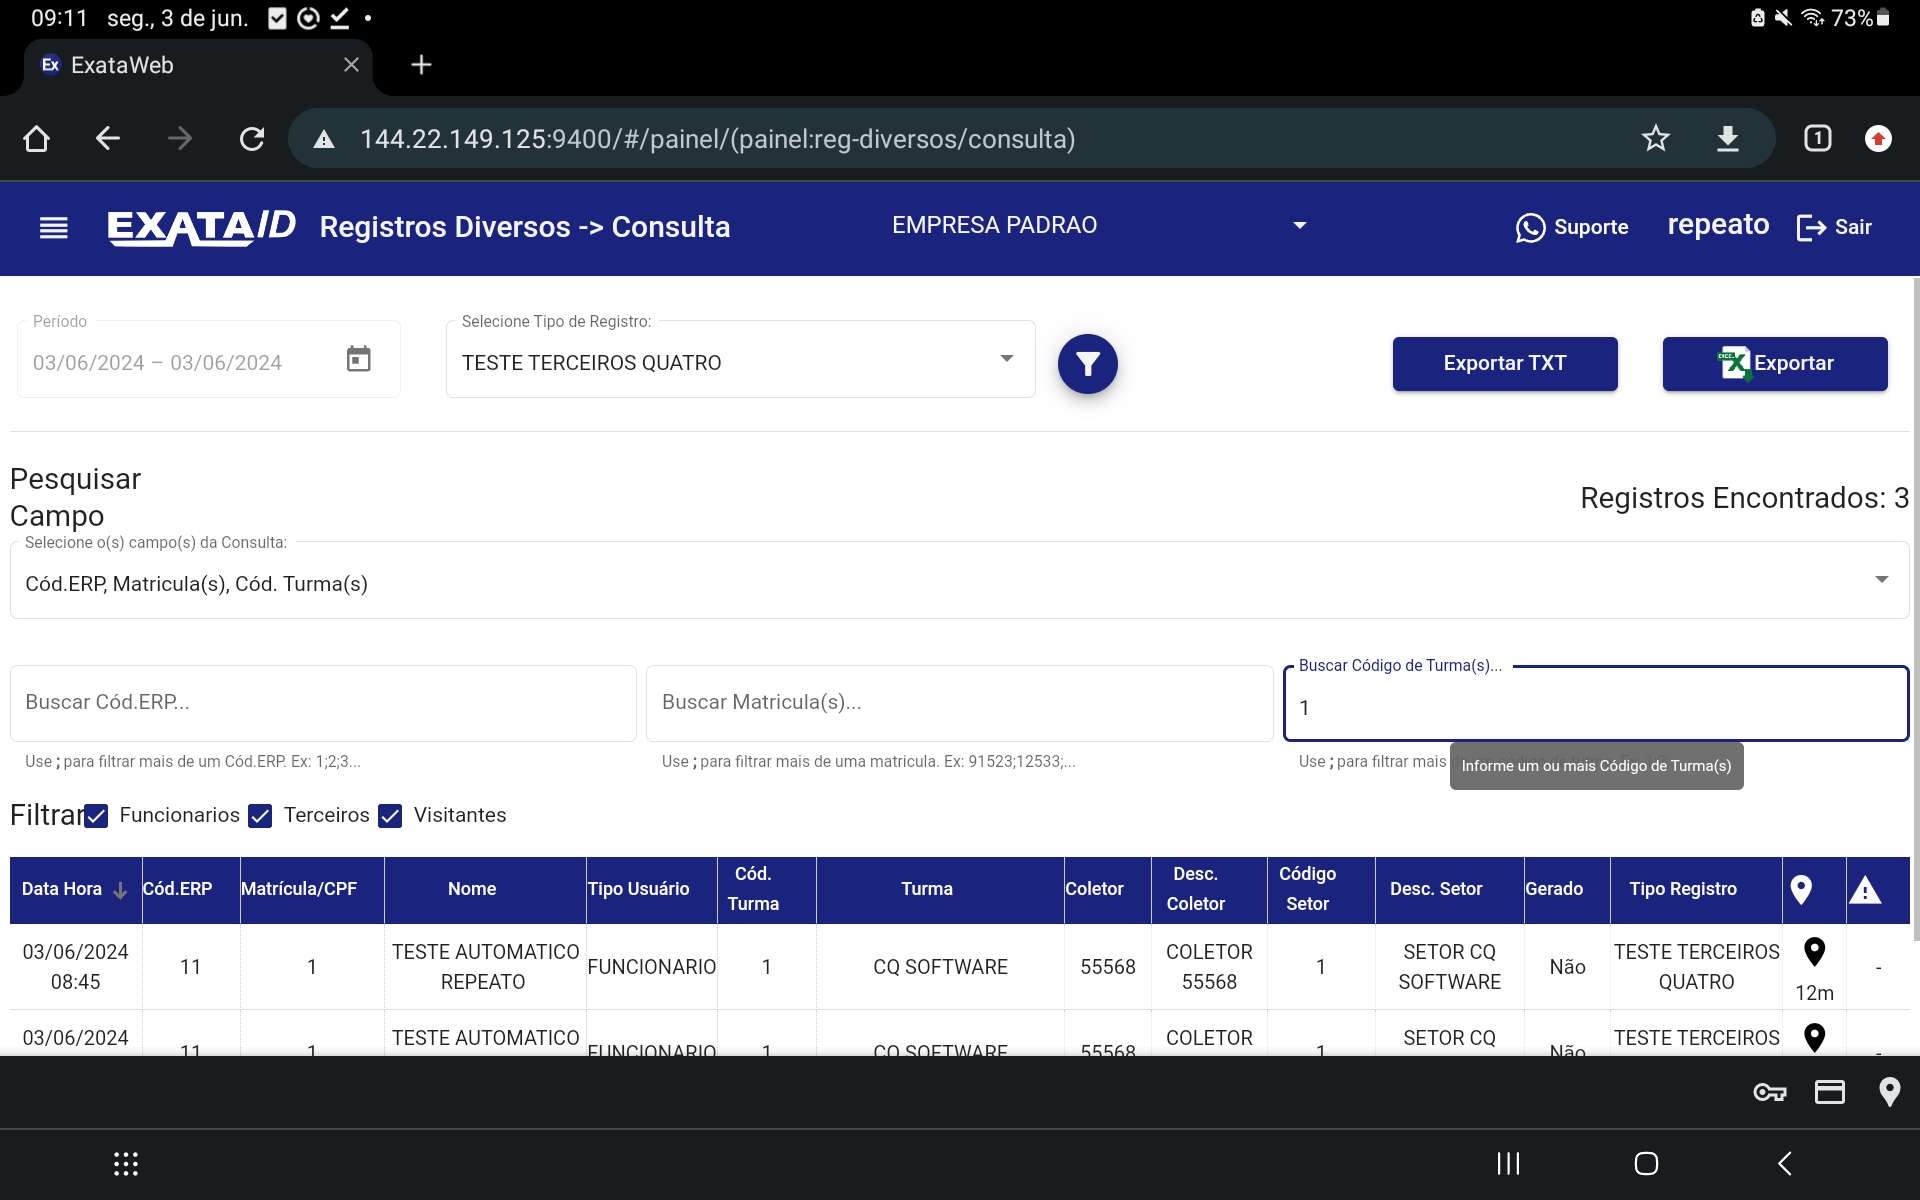 09:11 seg., 3 de jun. 73%
Ex ExataWeb
144.22.149.125:9400/#/painel/(painel:reg-diversos/consulta) 1
EXATA/ID Registros Diversos -> Consulta EMPRESA PADRAO Suporte repeato Sair
Período Selecione Tipo de Registro:
03/06/2024 – 03/06/2024 TESTE TERCEIROS QUATRO Exportar TXT Exportar
Pesquisar
Campo Registros Encontrados: 3
Selecione o(s) campo(s) da Consulta:
Cód.ERP, Matricula(s), Cód. Turma(s)
Buscar Código de Turma(s)...
Buscar Cód.ERP... Buscar Matricula(s)... 1
Use ; para filtrar mais de um Cód.ERP. Ex: 1;2;3... Use ; para filtrar mais de uma matricula. Ex: 91523;12533;... Use ; para filtrar mais
Informe um ou mais Código de Turma(s)
Filtrar Funcionarios Terceiros Visitantes
Data Hora Cód.ERP Matrícula/CPF Nome Tipo Usuário Cód. Turma Turma Coletor Desc. Coletor Código Setor Desc. Setor Gerado Tipo Registro
03/06/2024 08:45 11 1 TESTE AUTOMATICO REPEATO FUNCIONARIO 1 CQ SOFTWARE 55568 COLETOR 55568 1 SETOR CQ SOFTWARE Não TESTE TERCEIROS QUATRO 12m -
03/06/2024 11 1 TESTE AUTOMATICO FUNCIONARIO 1 CQ SOFTWARE 55568 COLETOR 1 SETOR CQ Não TESTE TERCEIROS -